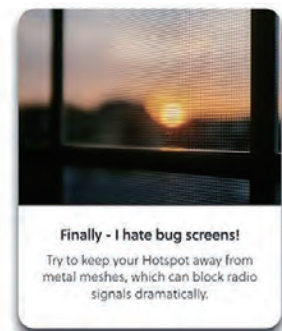 Finally - I hate bug screens!
Try to keep your Hotspot away from
metal meshes, which can block radio
signals dramatically.